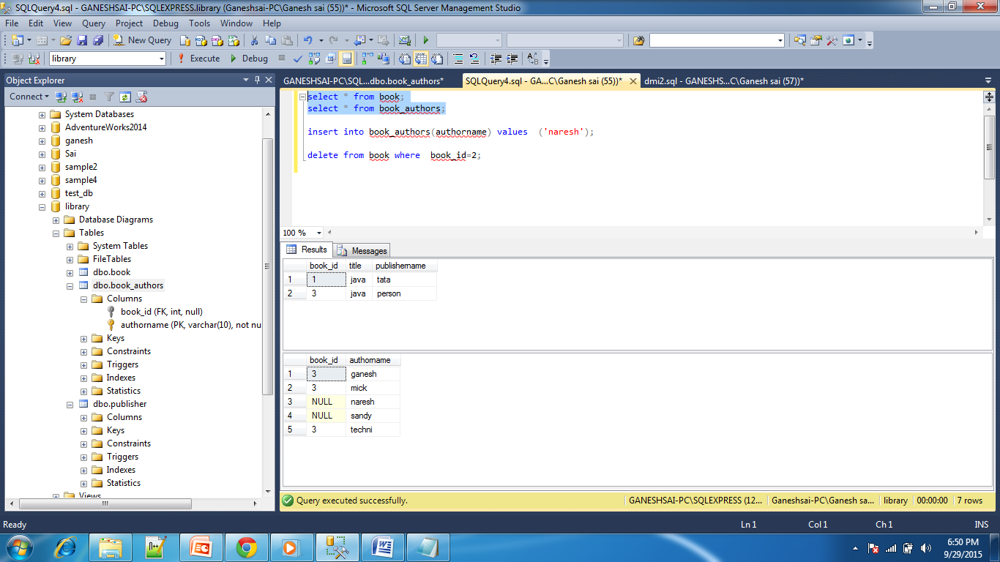 SQLQuery4.sql - GANESHSAI-PC\SQLEXPRESS.library (Ganeshsai-PC\Ganesh sai (55))* - Microsoft SQL Server Management Studio
File Edit View Query Project Debug Tools Window Help
New Query
library Execute Debug
Object Explorer
Connect
System Databases
AdventureWorks2014
ganesh
Sai
sample2
sample4
test_db
library
Database Diagrams
Tables
System Tables
FileTables
dbo.book
dbo.book_authors
Columns
book_id (FK, int, null)
authorname (PK, varchar(10), not nu
Keys
Constraints
Triggers
Indexes
Statistics
dbo.publisher
Columns
Keys
Constraints
Triggers
Indexes
Statistics
Views
GANESHSAI-PC\SQL...dbo.book_authors* SQLQuery4.sql - GA...C\Ganesh sai (55))* dmi2.sql - GANESHS...C\Ganesh sai (57))*
select * from book;
select * from book_authors;
insert into book_authors(authorname) values ('naresh');
delete from book where book_id=2;
100 %
Results Messages
book_id title publishername
1 1 java tata
2 3 java person
book_id authorname
1 3 ganesh
2 3 mick
3 NULL naresh
4 NULL sandy
5 3 techni
Query executed successfully. GANESHSAI-PC\SQLEXPRESS (12... Ganeshsai-PC\Ganesh sa... library 00:00:00 7 rows
Ready Ln 1 Col 1 Ch 1 INS
6:50 PM
9/29/2015